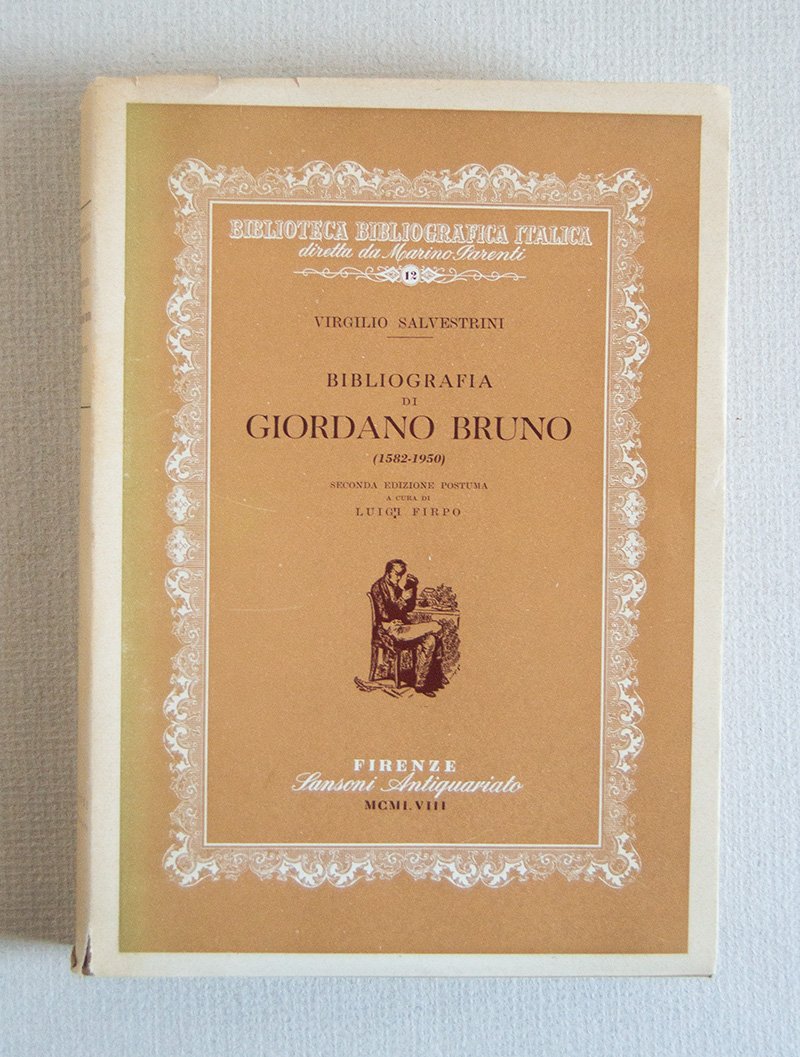 BIBLIOTECA BIBLIOGRAFICA ITALICA
diretta da Marino Parenti
12
VIRGILIO SALVESTRINI
BIBLIOGRAFIA
DI
GIORDANO BRUNO
(1582-1950)
SECONDA EDIZIONE POSTUMA
A CURA DI
LUIGI FIRPO
FIRENZE
Sansoni Antiquariato
MCMLVIII